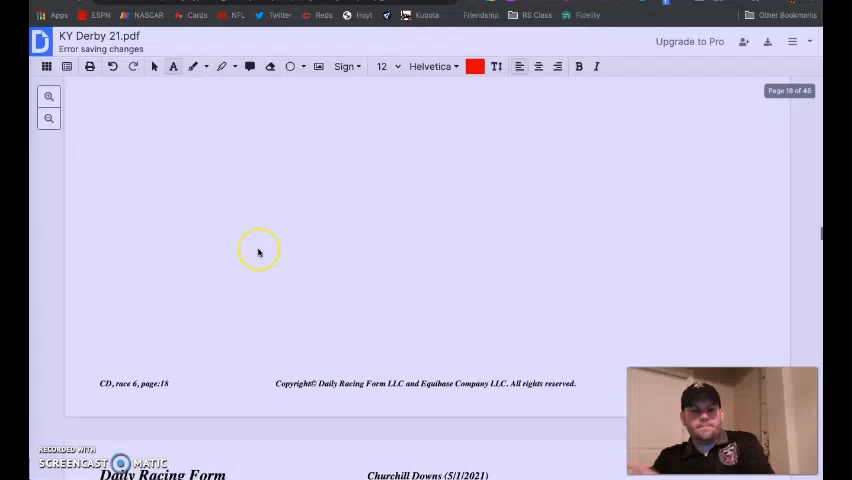 Apps ESPN NASCAR Cards NFL Twitter Reds Hoyt Kubota Friendship RS Class Fidelity Other Bookmarks
KY Derby 21.pdf
Error saving changes
Upgrade to Pro
Sign 12 Helvetica B I
Page 18 of 46
CD, race 6, page:18 Copyright© Daily Racing Form LLC and Equibase Company LLC. All rights reserved.
RECORDED WITH
SCREENCAST MATIC
Daily Racing Form Churchill Downs (5/1/2021)